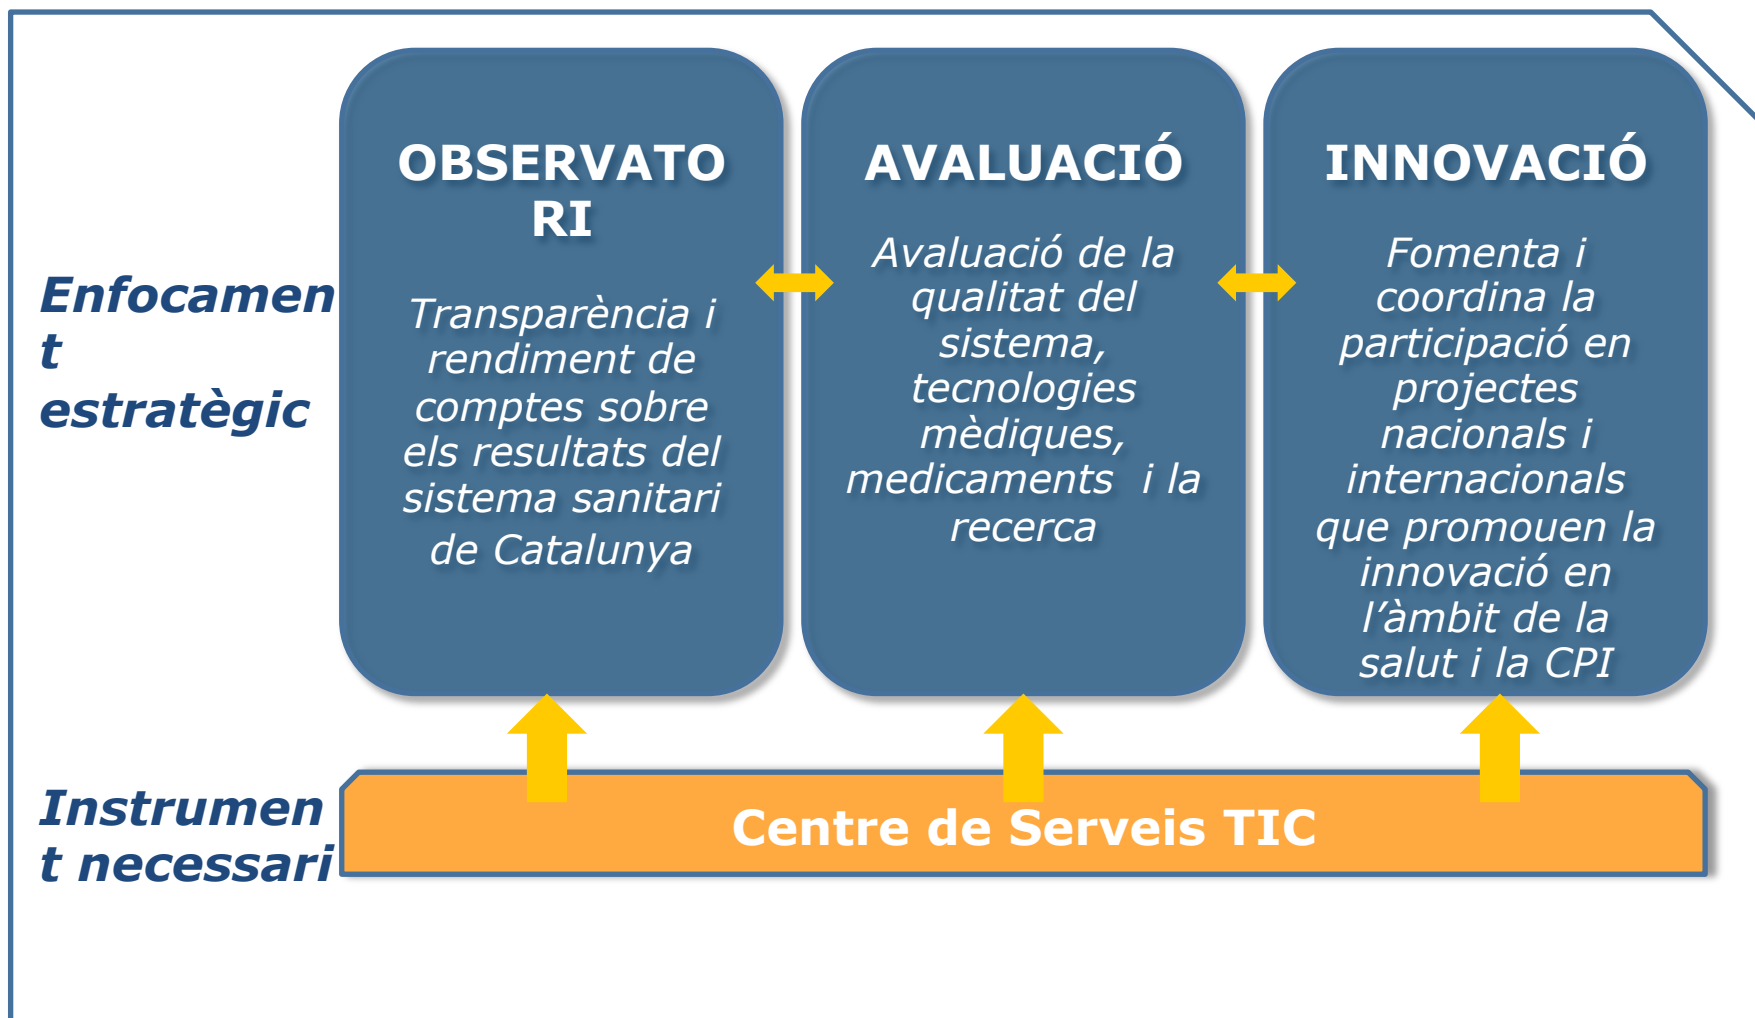 Enfocamen
t
estratègic
OBSERVATO
RI
Transparència i
rendiment de
comptes sobre
els resultats del
sistema sanitari
de Catalunya
AVALUACIÓ
Avaluació de la
qualitat del
sistema,
tecnologies
mèdiques,
medicaments  i la
recerca
INNOVACIÓ
Fomenta i
coordina la
participació en
projectes
nacionals i
internacionals
que promouen la
innovació en
l’àmbit de la
salut i la CPI
Instrumen
t necessari
Centre de Serveis TIC